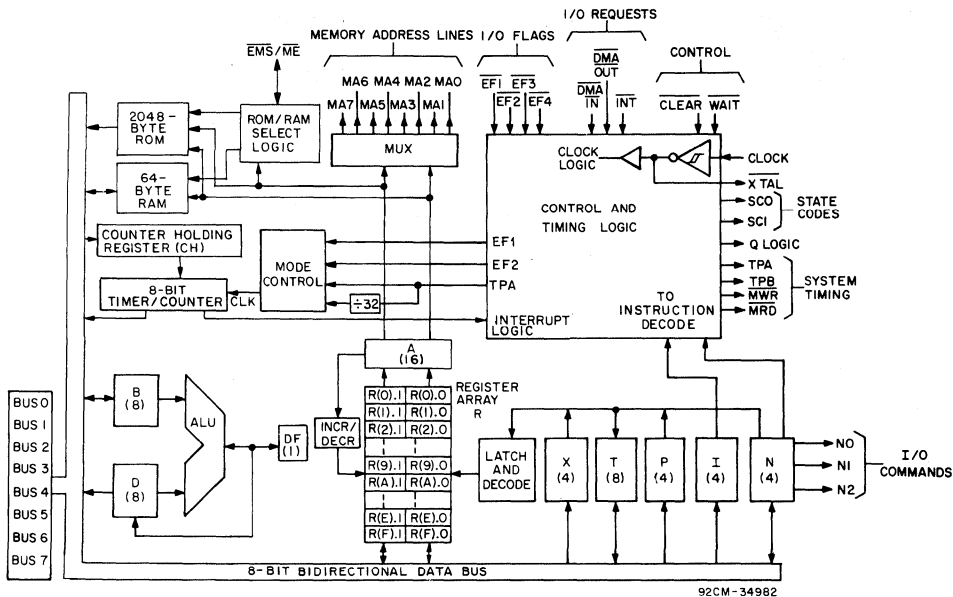 I/O REQUESTS
MEMORY ADDRESS LINES I/O FLAGS
CONTROL
EMS/ME
DMA
OUT
MA6 MA4 MA2 MA0
EF1 EF3
DMA
IN
INT
EF2 EF4
CLEAR WAIT
MA7 MA5 MA3 MA1
2048-
BYTE
ROM
ROM/RAM
SELECT
LOGIC
MUX
CLOCK
LOGIC
CLOCK
XTAL
64-
BYTE
RAM
CONTROL AND
TIMING LOGIC
SC0
SC1
STATE
CODES
COUNTER HOLDING
REGISTER (CH)
MODE
CONTROL
EF1
EF2
TPA
Q LOGIC
8-BIT
TIMER/COUNTER
CLK
÷32
TPA
TPB
MWR
MRD
SYSTEM
TIMING
INTERRUPT
LOGIC
TO
INSTRUCTION
DECODE
A
(16)
B
(8)
ALU
DF
(1)
INCR/
DECR
R(0).1 R(0).0
R(1).1 R(1).0
R(2).1 R(2).0
R(9).1 R(9).0
R(A).1 R(A).0
R(E).1 R(E).0
R(F).1 R(F).0
REGISTER
ARRAY
R
D
(8)
LATCH
AND
DECODE
X
(4)
T
(8)
P
(4)
I
(4)
N
(4)
N0
N1
N2
I/O
COMMANDS
BUS 0
BUS 1
BUS 2
BUS 3
BUS 4
BUS 5
BUS 6
BUS 7
8-BIT BIDIRECTIONAL DATA BUS
92CM-34982